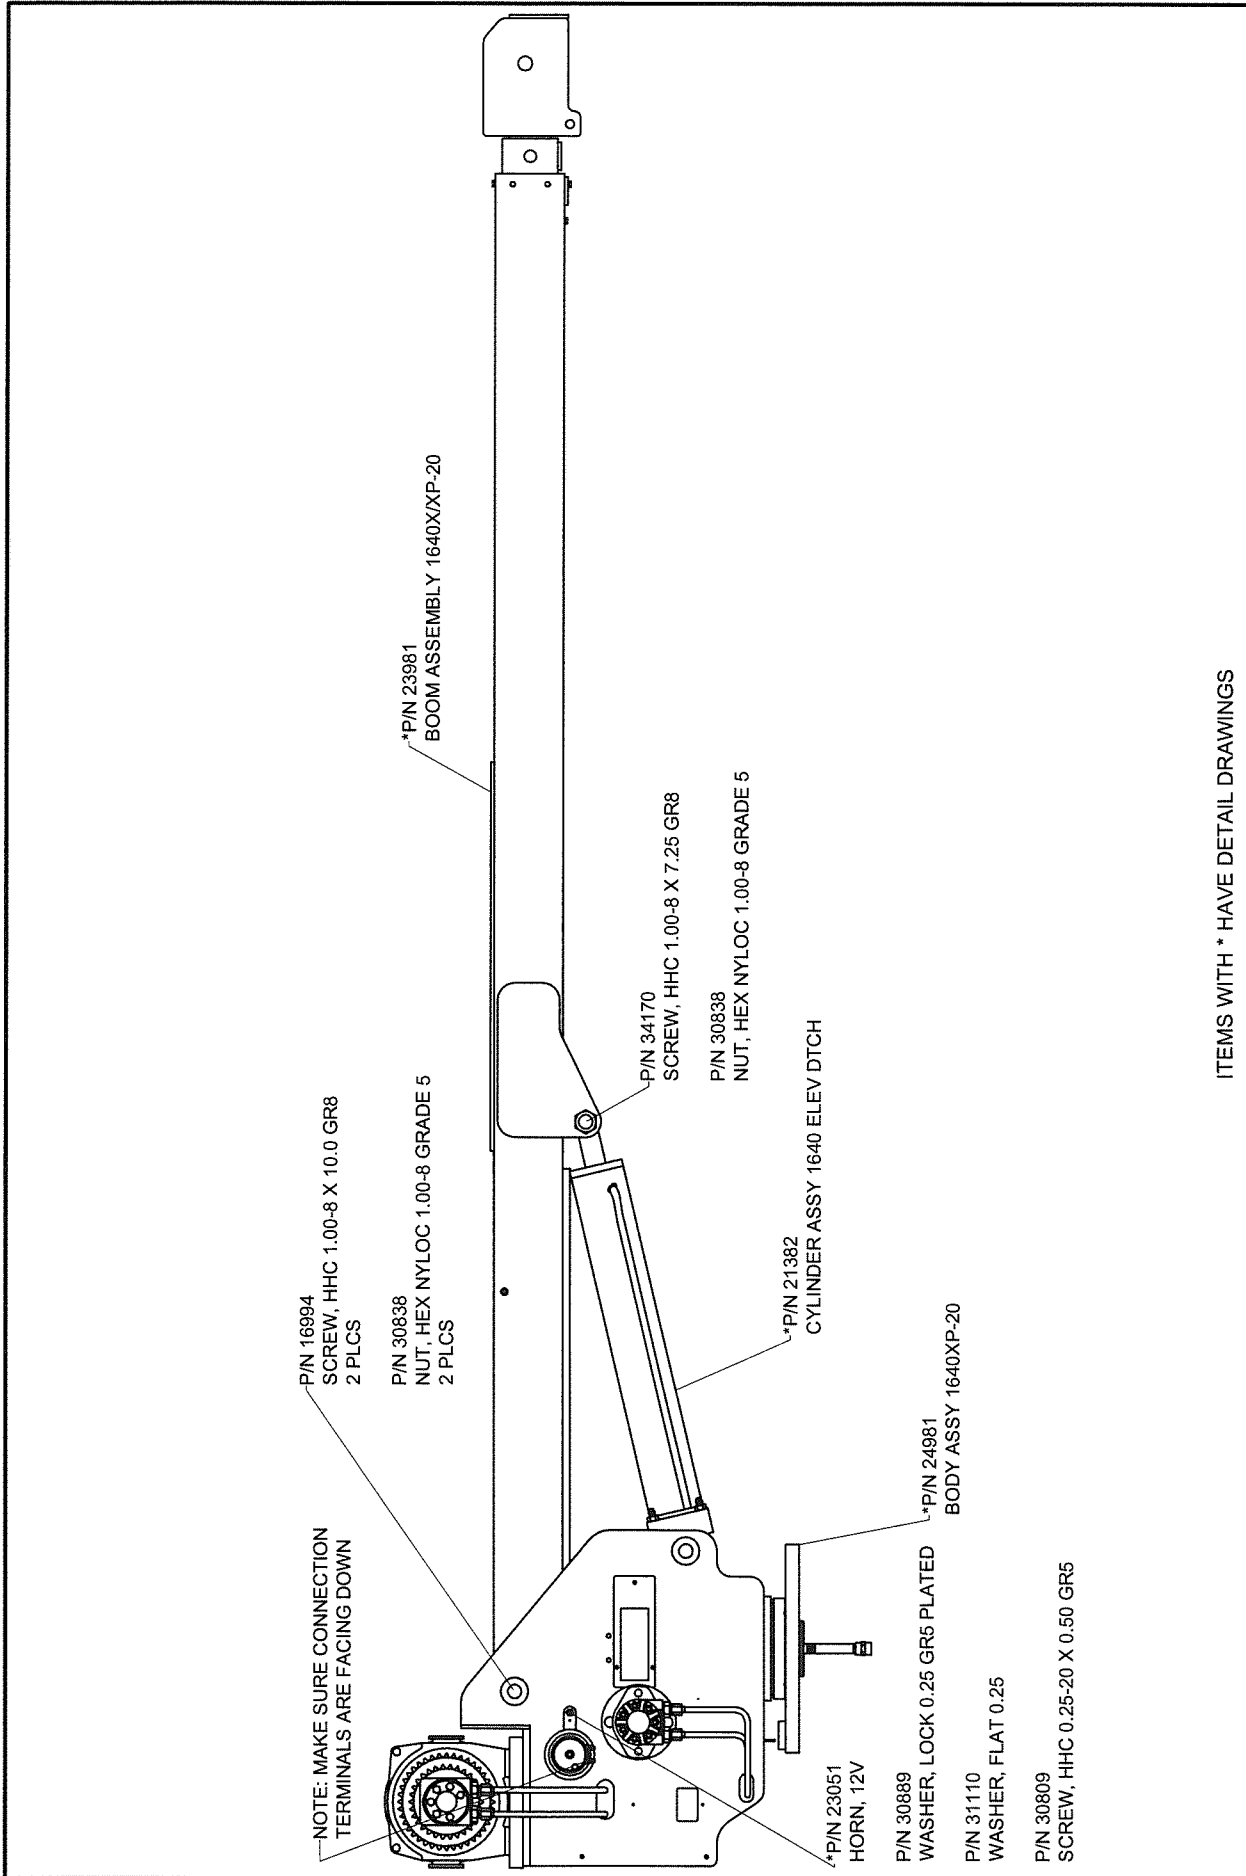 NOTE: MAKE SURE CONNECTION
TERMINALS ARE FACING DOWN
P/N 16994
SCREW, HHC 1.00-8 X 10.0 GR8
2 PLCS
P/N 30838
NUT, HEX NYLOC 1.00-8 GRADE 5
2 PLCS
*P/N 23981
BOOM ASSEMBLY 1640X/XP-20
P/N 34170
SCREW, HHC 1.00-8 X 7.25 GR8
P/N 30838
NUT, HEX NYLOC 1.00-8 GRADE 5
*P/N 21382
CYLINDER ASSY 1640 ELEV DTCH
*P/N 24981
BODY ASSY 1640XP-20
*P/N 23051
HORN, 12V
P/N 30889
WASHER, LOCK 0.25 GR5 PLATED
P/N 31110
WASHER, FLAT 0.25
P/N 30809
SCREW, HHC 0.25-20 X 0.50 GR5
ITEMS WITH * HAVE DETAIL DRAWINGS